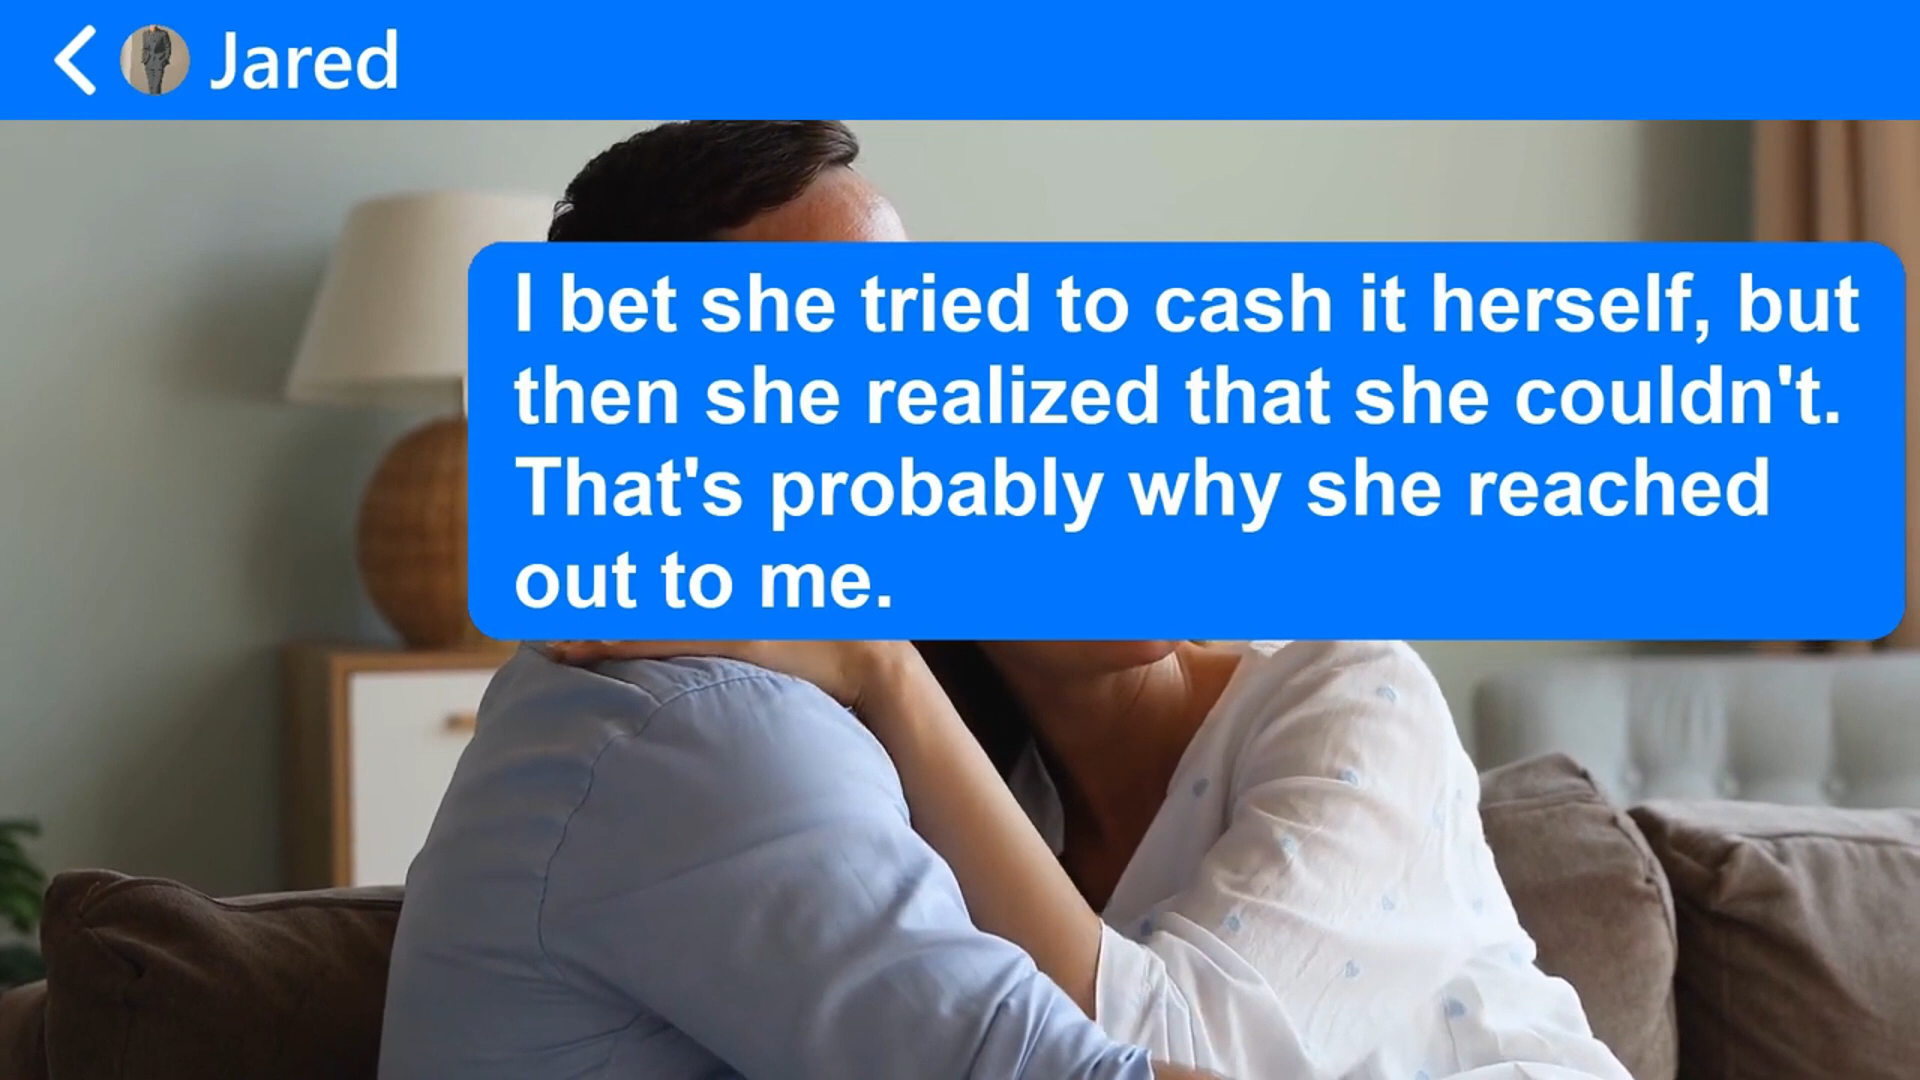 Jared
I bet she tried to cash it herself, but
then she realized that she couldn't.
That's probably why she reached
out to me.